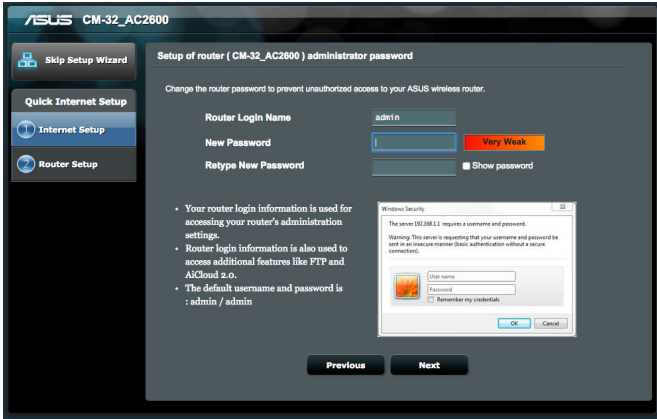 ASUS CM-32_AC2600
Skip Setup Wizard
Quick Internet Setup
1 Internet Setup
2 Router Setup
Setup of router ( CM-32_AC2600 ) administrator password
Change the router password to prevent unauthorized access to your ASUS wireless router.
Router Login Name admin
New Password Very Weak
Retype New Password Show password
• Your router login information is used for
accessing your router's administration
settings.
• Router login information is also used to
access additional features like FTP and
AiCloud 2.0.
• The default username and password is
: admin / admin
Windows Security
The server 192.168.1.1 requires a username and password.
Warning: This server is requesting that your username and password be
sent in an insecure manner (basic authentication without a secure
connection).
User name
Password
Remember my credentials
OK Cancel
Previous Next